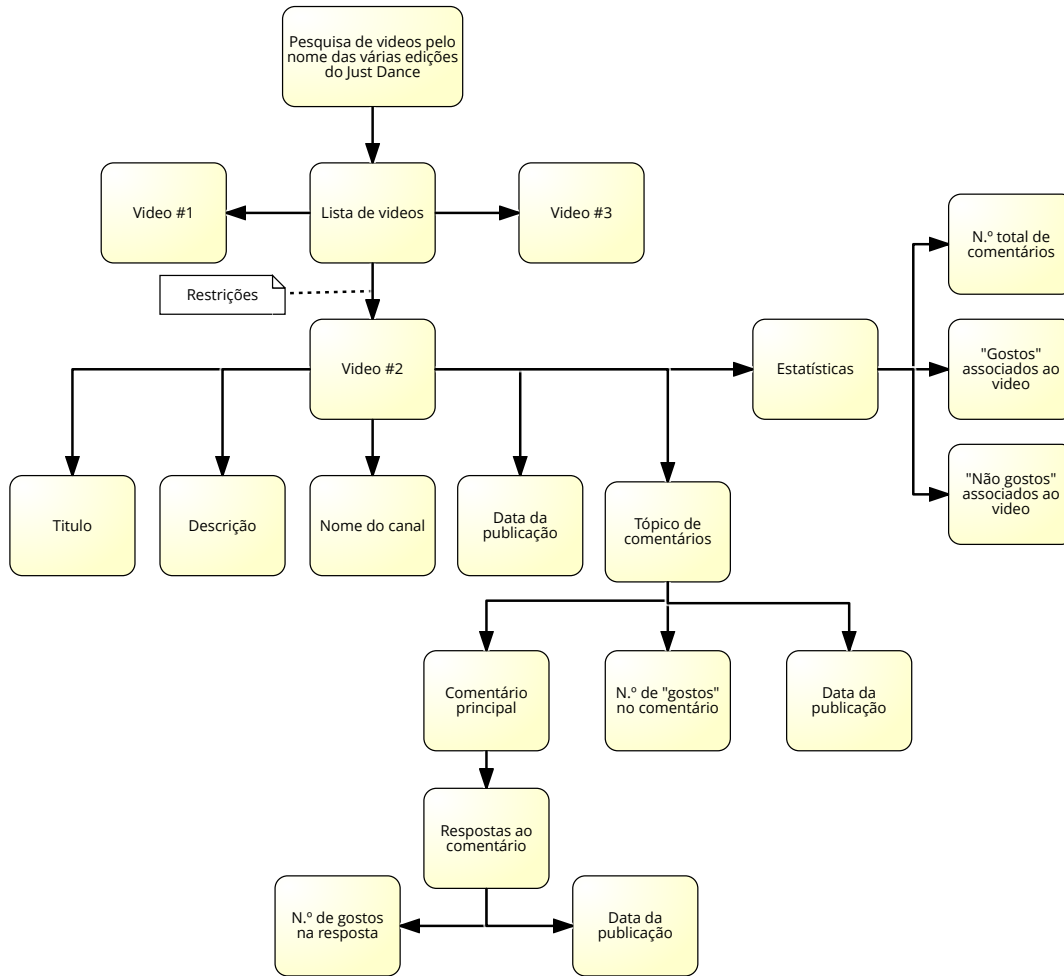 Pesquisa de videos pelo
nome das várias edições
do Just Dance
Video #1
Lista de videos
Video #3
N.º total de
comentários
Restrições
Video #2
Estatísticas
"Gostos"
associados ao
video
"Não gostos"
associados ao
video
Titulo
Descrição
Nome do canal
Data da
publicação
Tópico de
comentários
Comentário
principal
N.º de "gostos"
no comentário
Data da
publicação
Respostas ao
comentário
N.º de gostos
na resposta
Data da
publicação